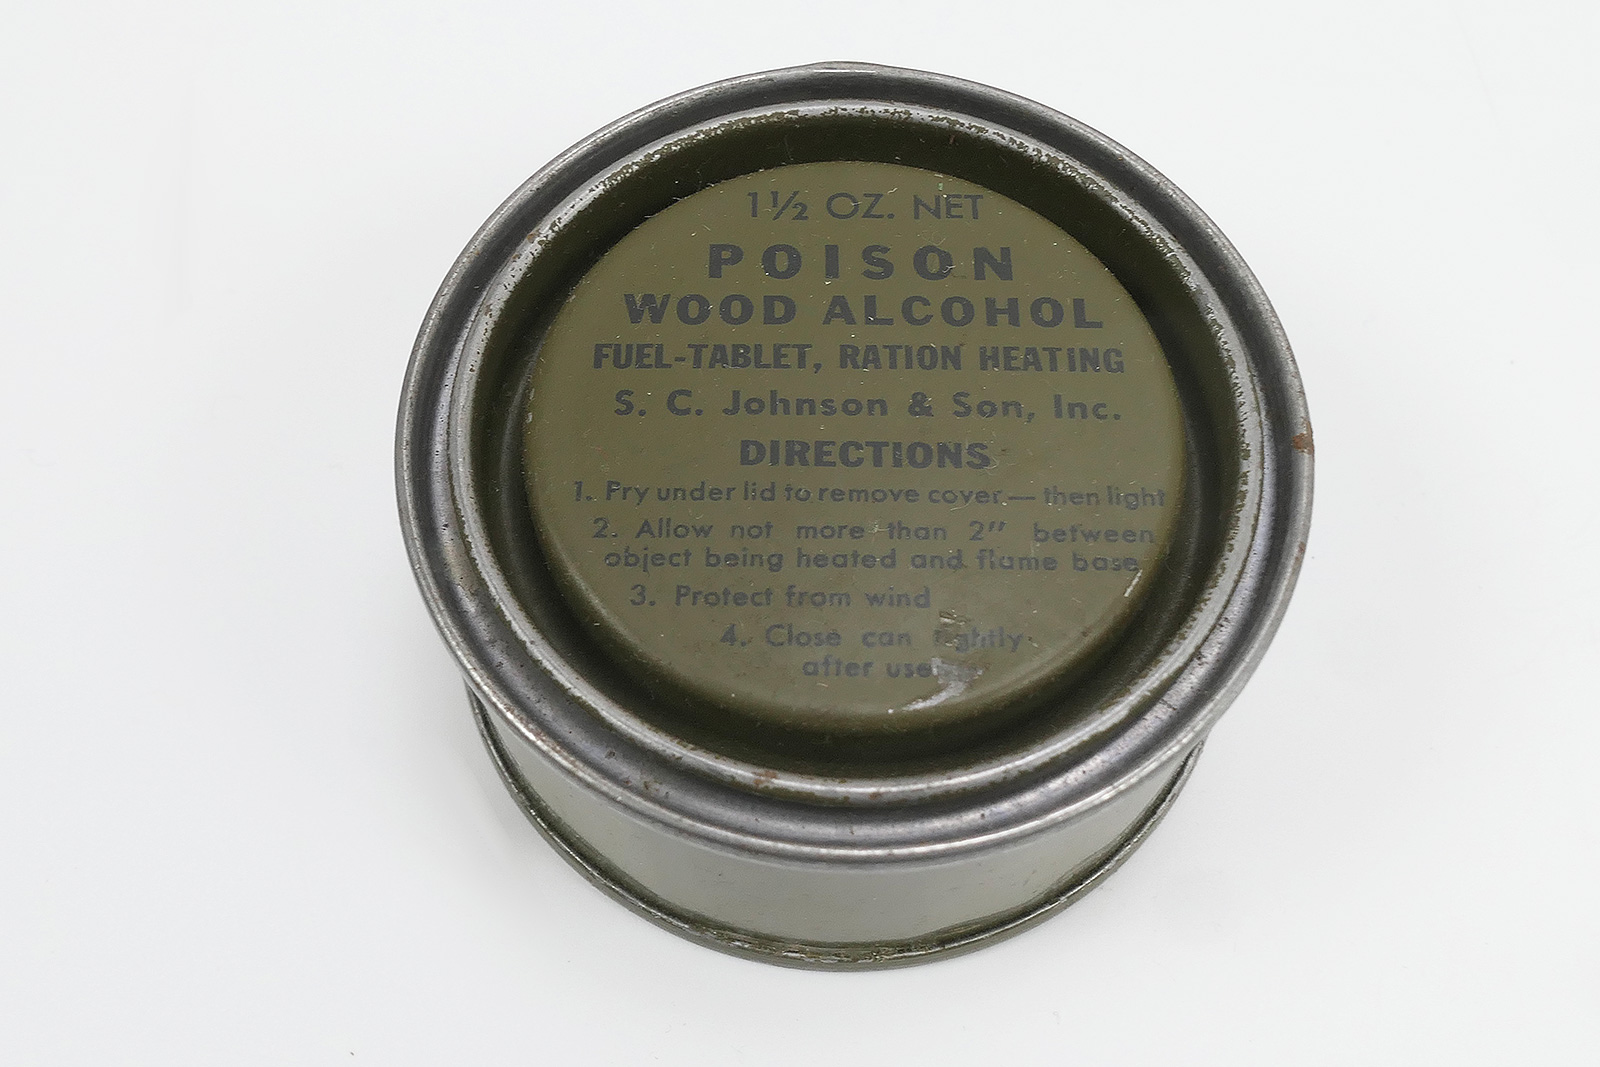 1½ OZ. NET
POISON
WOOD ALCOHOL
FUEL-TABLET, RATION HEATING
S. C. Johnson & Son, Inc.
DIRECTIONS
1. Pry under lid to remove cover — then light
2. Allow not more than 2" between
object being heated and flame base
3. Protect from wind
4. Close can tightly
after use